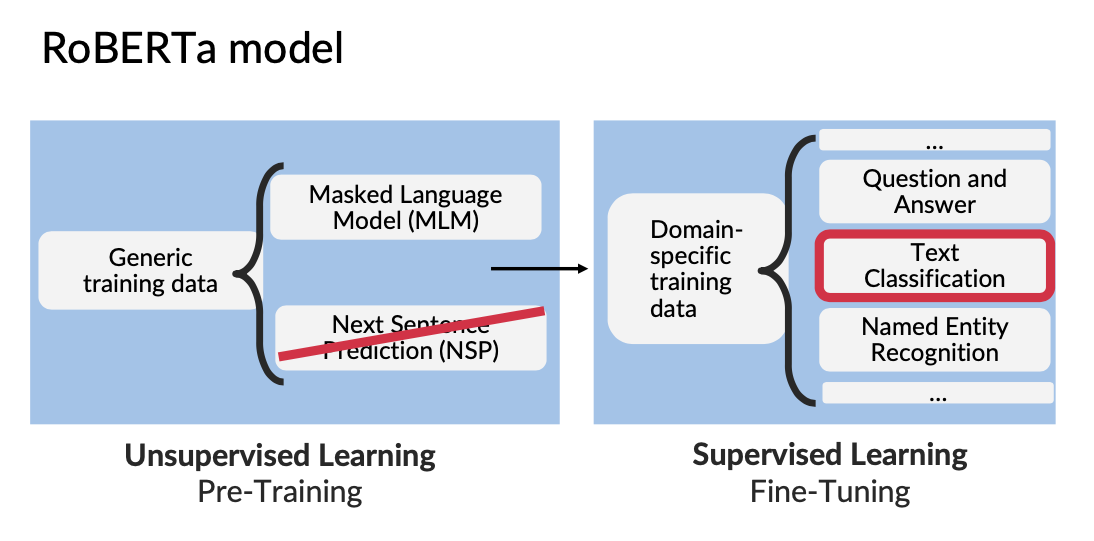 RoBERTa model
Generic
training data
Masked Language
Model (MLM)
Next Sentence
Prediction (NSP)
Domain-
specific
training
data
...
Question and
Answer
Text
Classification
Named Entity
Recognition
...
Unsupervised Learning
Pre-Training
Supervised Learning
Fine-Tuning